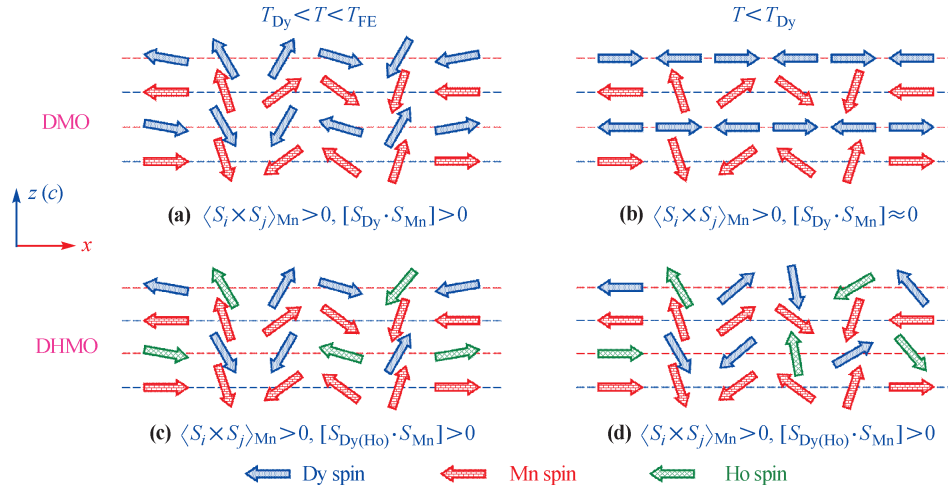 T_Dy < T < T_FE
T < T_Dy
DMO
z (c)
x
(a) ⟨S_i × S_j⟩_Mn > 0, [S_Dy · S_Mn] > 0
(b) ⟨S_i × S_j⟩_Mn > 0, [S_Dy · S_Mn] ≈ 0
DHMO
(c) ⟨S_i × S_j⟩_Mn > 0, [S_Dy(Ho) · S_Mn] > 0
(d) ⟨S_i × S_j⟩_Mn > 0, [S_Dy(Ho) · S_Mn] > 0
Dy spin
Mn spin
Ho spin